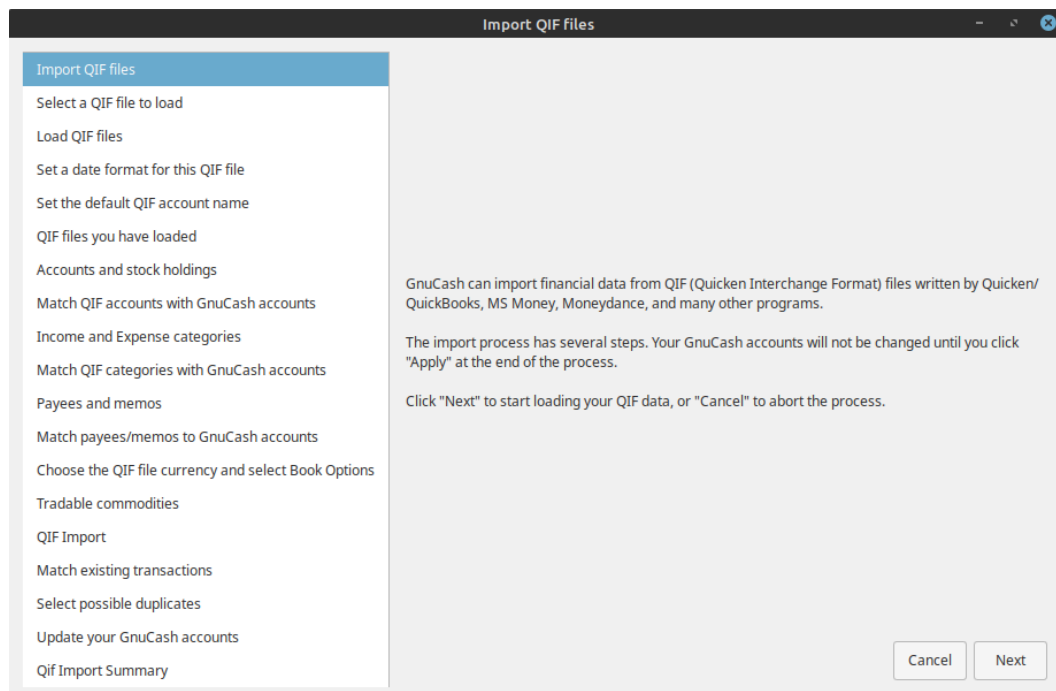 Import QIF files
Import QIF files
Select a QIF file to load
Load QIF files
Set a date format for this QIF file
Set the default QIF account name
QIF files you have loaded
Accounts and stock holdings
Match QIF accounts with GnuCash accounts
Income and Expense categories
Match QIF categories with GnuCash accounts
Payees and memos
Match payees/memos to GnuCash accounts
Choose the QIF file currency and select Book Options
Tradable commodities
QIF Import
Match existing transactions
Select possible duplicates
Update your GnuCash accounts
Qif Import Summary
GnuCash can import financial data from QIF (Quicken Interchange Format) files written by Quicken/
QuickBooks, MS Money, Moneydance, and many other programs.
The import process has several steps. Your GnuCash accounts will not be changed until you click
"Apply" at the end of the process.
Click "Next" to start loading your QIF data, or "Cancel" to abort the process.
Cancel
Next